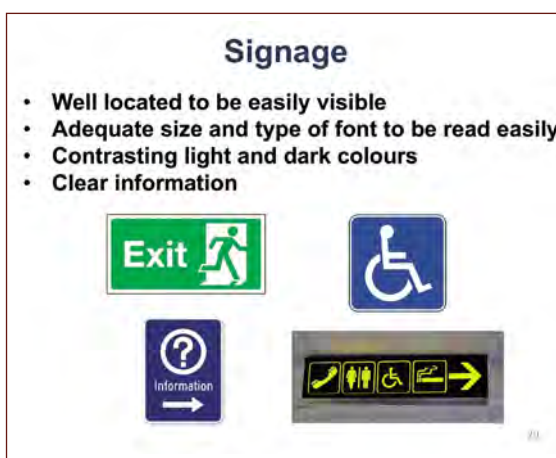 Signage
• Well located to be easily visible
• Adequate size and type of font to be read easily
• Contrasting light and dark colours
• Clear information
Exit
?
Information